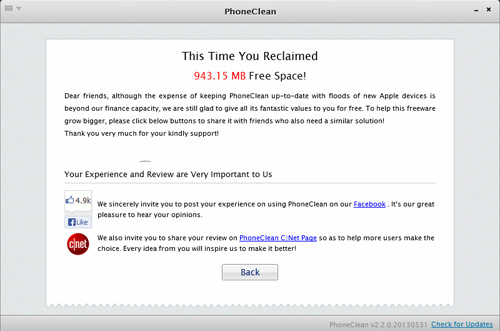 PhoneClean
This Time You Reclaimed
943.15 MB Free Space!
Dear friends, although the expense of keeping PhoneClean up-to-date with floods of new Apple devices is
beyond our finance capacity, we are still glad to give all its fantastic values to you for free. To help this freeware
grow bigger, please click below buttons to share it with friends who also need a similar solution!
Thank you very much for your kindly support!
Your Experience and Review are Very Important to Us
4.9k
Like
We sincerely invite you to post your experience on using PhoneClean on our Facebook . It's our great
pleasure to hear your opinions.
c|net
We also invite you to share your review on PhoneClean C|Net Page so as to help more users make the
choice. Every idea from you will inspire us to make it better!
Back
PhoneClean v2.2.0.20130531 Check for Updates